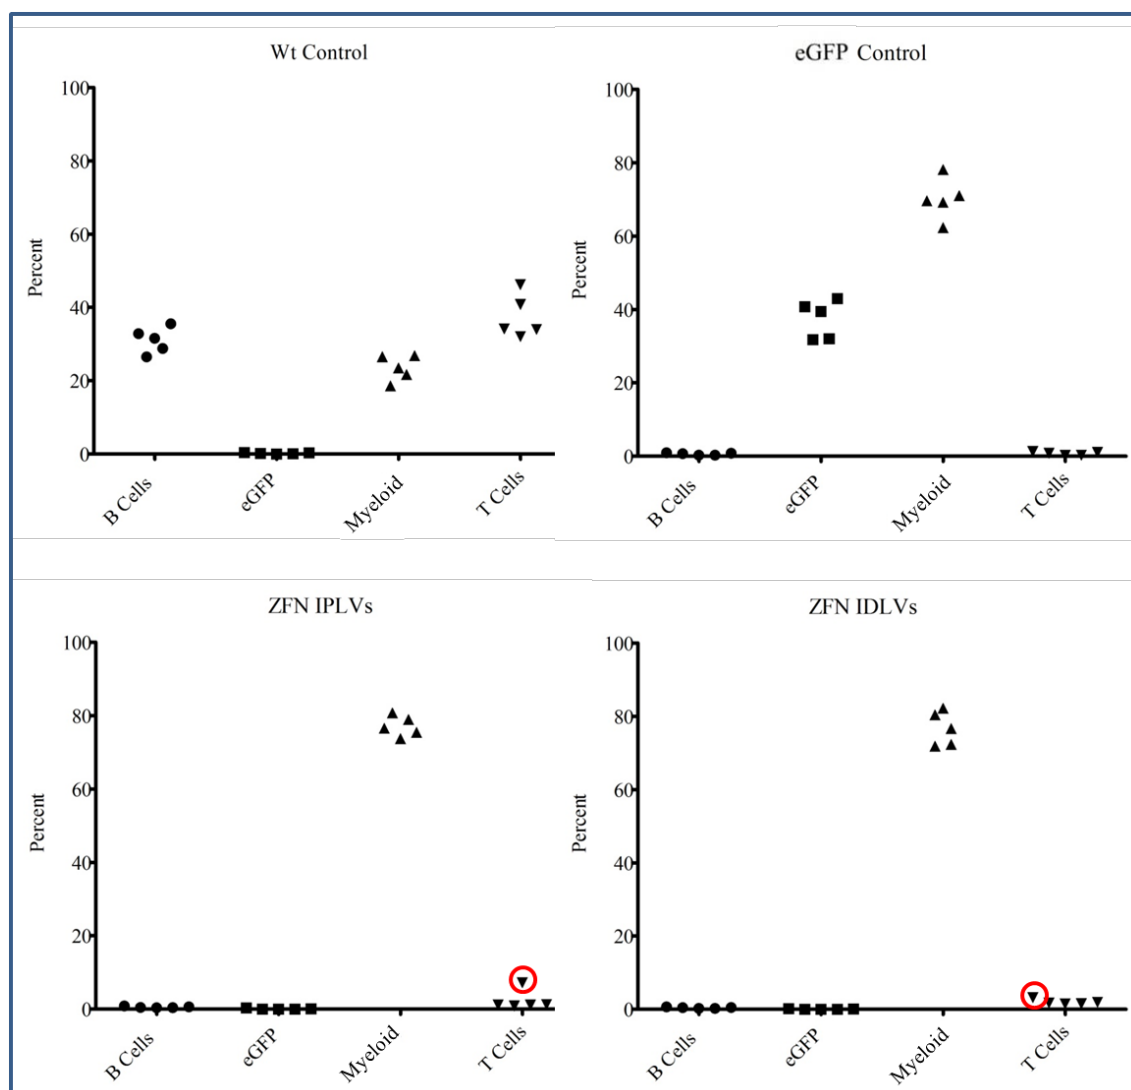 Wt Control
100
80
60
40
20
0
Percent
B Cells
eGFP
Myeloid
T Cells
eGFP Control
100
80
60
40
20
0
Percent
B Cells
eGFP
Myeloid
T Cells
ZFN IPLVs
100
80
60
40
20
0
Percent
B Cells
eGFP
Myeloid
T Cells
ZFN IDLVs
100
80
60
40
20
0
Percent
B Cells
eGFP
Myeloid
T Cells